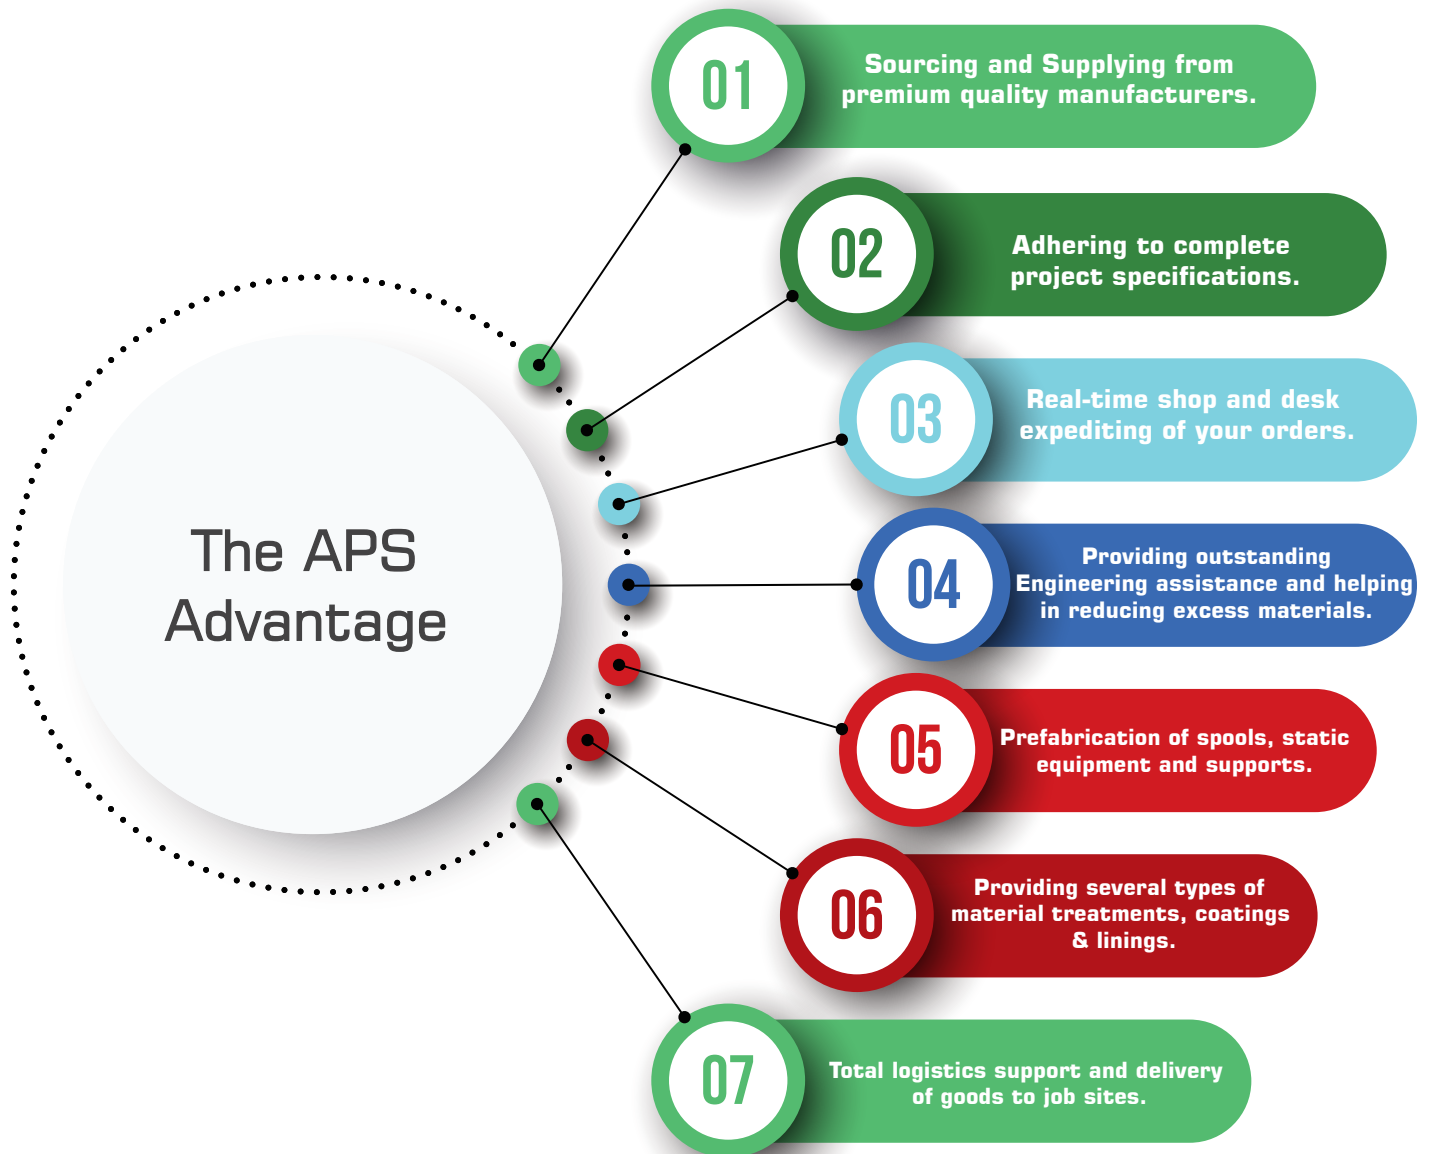 The APS
Advantage
01
Sourcing and Supplying from
premium quality manufacturers.
02
Adhering to complete
project specifications.
03
Real-time shop and desk
expediting of your orders.
04
Providing outstanding
Engineering assistance and helping
in reducing excess materials.
05
Prefabrication of spools, static
equipment and supports.
06
Providing several types of
material treatments, coatings
& linings.
07
Total logistics support and delivery
of goods to job sites.